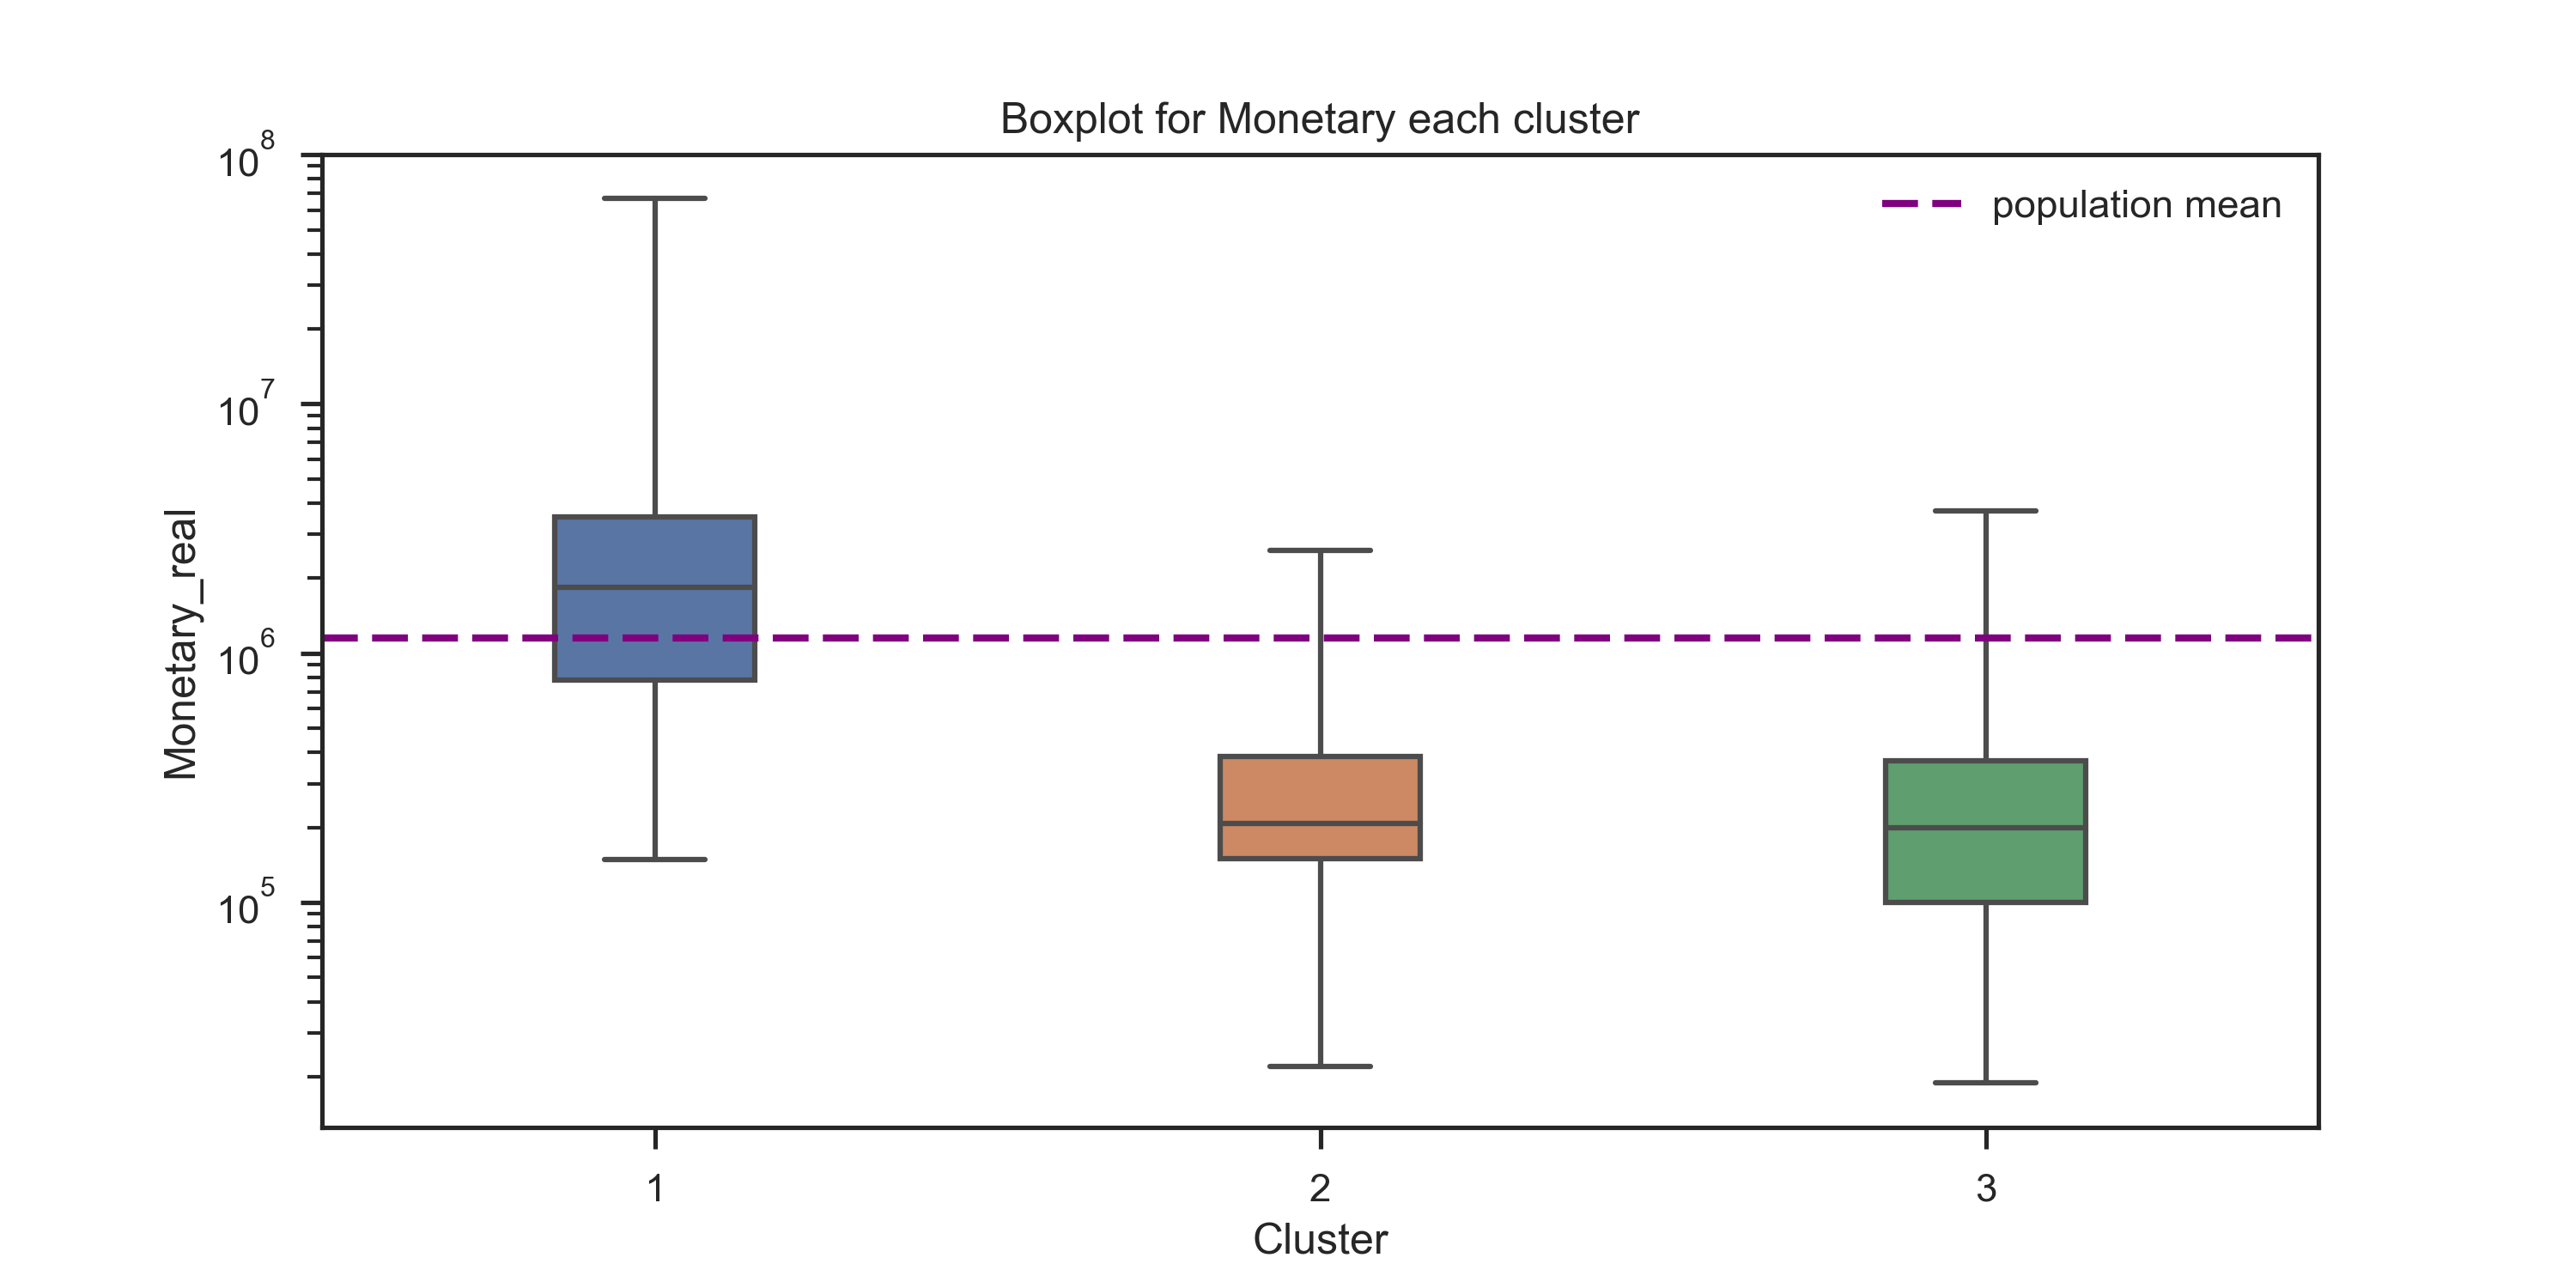 Boxplot for Monetary each cluster
population mean
10^8
10^7
10^6
10^5
Monetary_real
1 2 3
Cluster